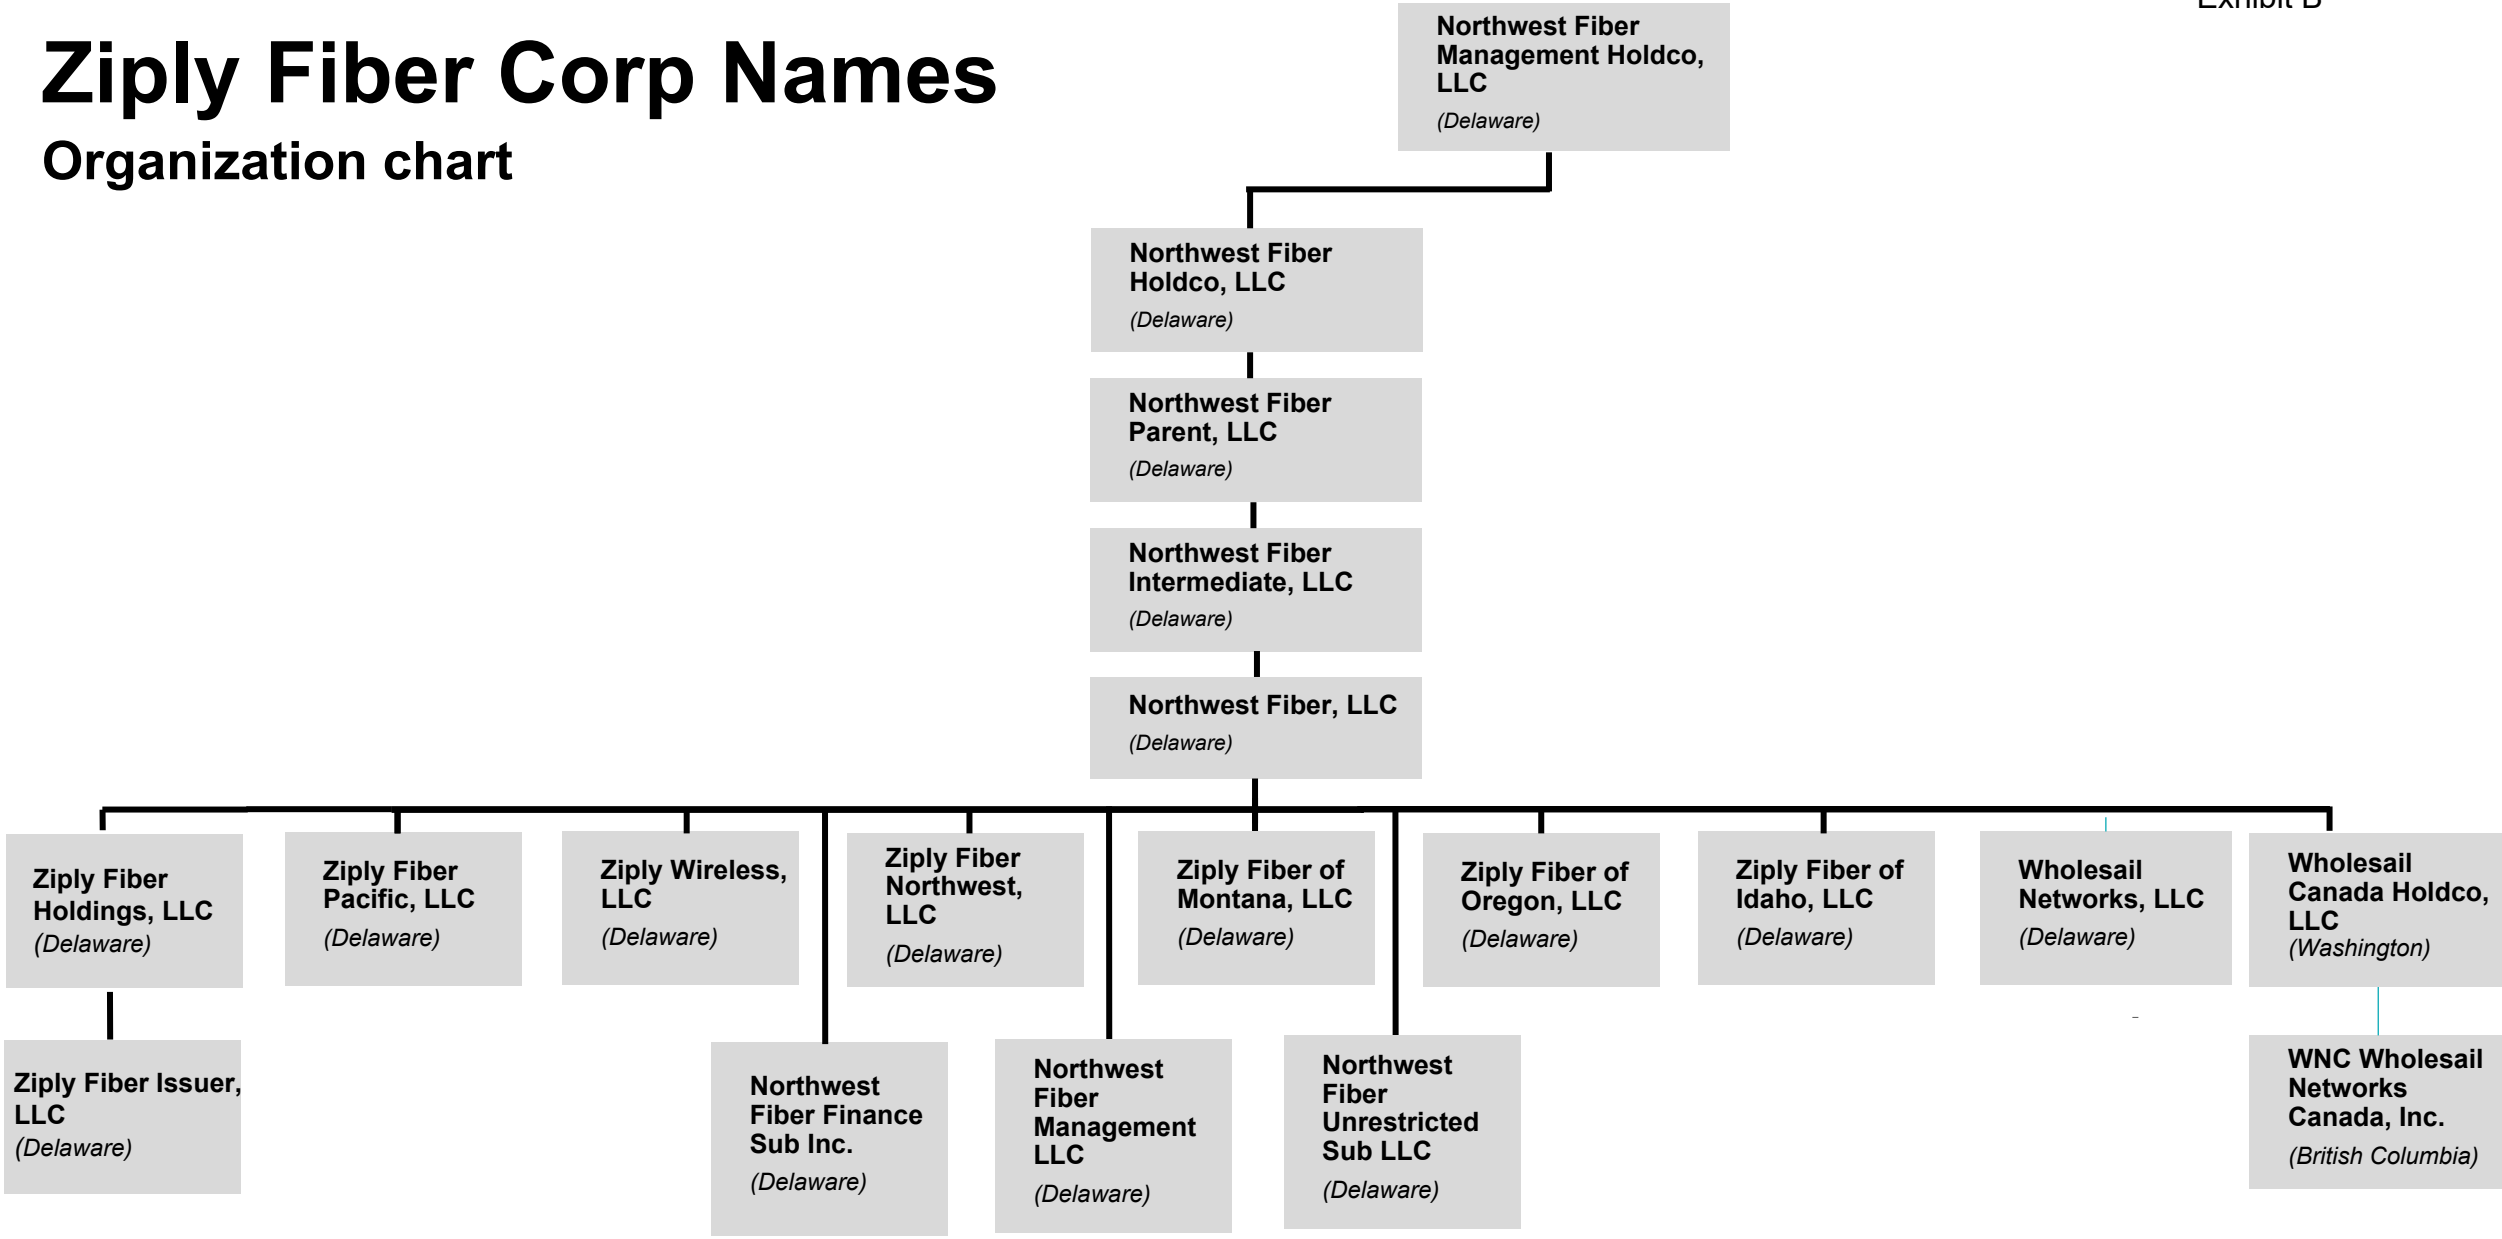 Exhibit B
Ziply Fiber Corp Names
Organization chart
Northwest Fiber
Management Holdco,
LLC
(Delaware)
Northwest Fiber
Holdco, LLC
(Delaware)
Northwest Fiber
Parent, LLC
(Delaware)
Northwest Fiber
Intermediate, LLC
(Delaware)
Northwest Fiber, LLC
(Delaware)
Ziply Fiber
Holdings, LLC
(Delaware)
Ziply Fiber
Pacific, LLC
(Delaware)
Ziply Wireless,
LLC
(Delaware)
Ziply Fiber
Northwest,
LLC
(Delaware)
Ziply Fiber of
Montana, LLC
(Delaware)
Ziply Fiber of
Oregon, LLC
(Delaware)
Ziply Fiber of
Idaho, LLC
(Delaware)
Wholesail
Networks, LLC
(Delaware)
Wholesail
Canada Holdco,
LLC
(Washington)
Ziply Fiber Issuer,
LLC
(Delaware)
Northwest
Fiber Finance
Sub Inc.
(Delaware)
Northwest
Fiber
Management
LLC
(Delaware)
Northwest
Fiber
Unrestricted
Sub LLC
(Delaware)
WNC Wholesail
Networks
Canada, Inc.
(British Columbia)